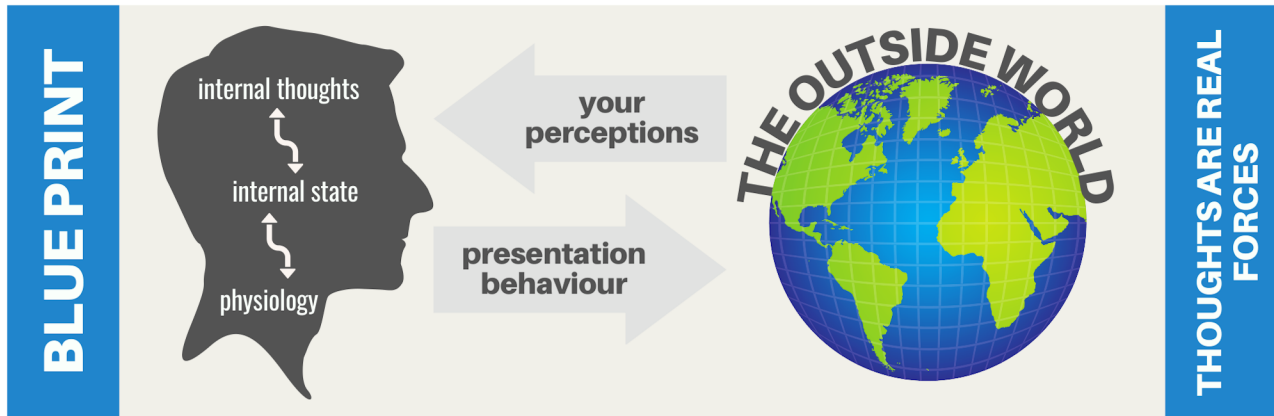 BLUE PRINT
internal thoughts
internal state
physiology
your
perceptions
presentation
behaviour
THE OUTSIDE WORLD
THOUGHTS ARE REAL
FORCES